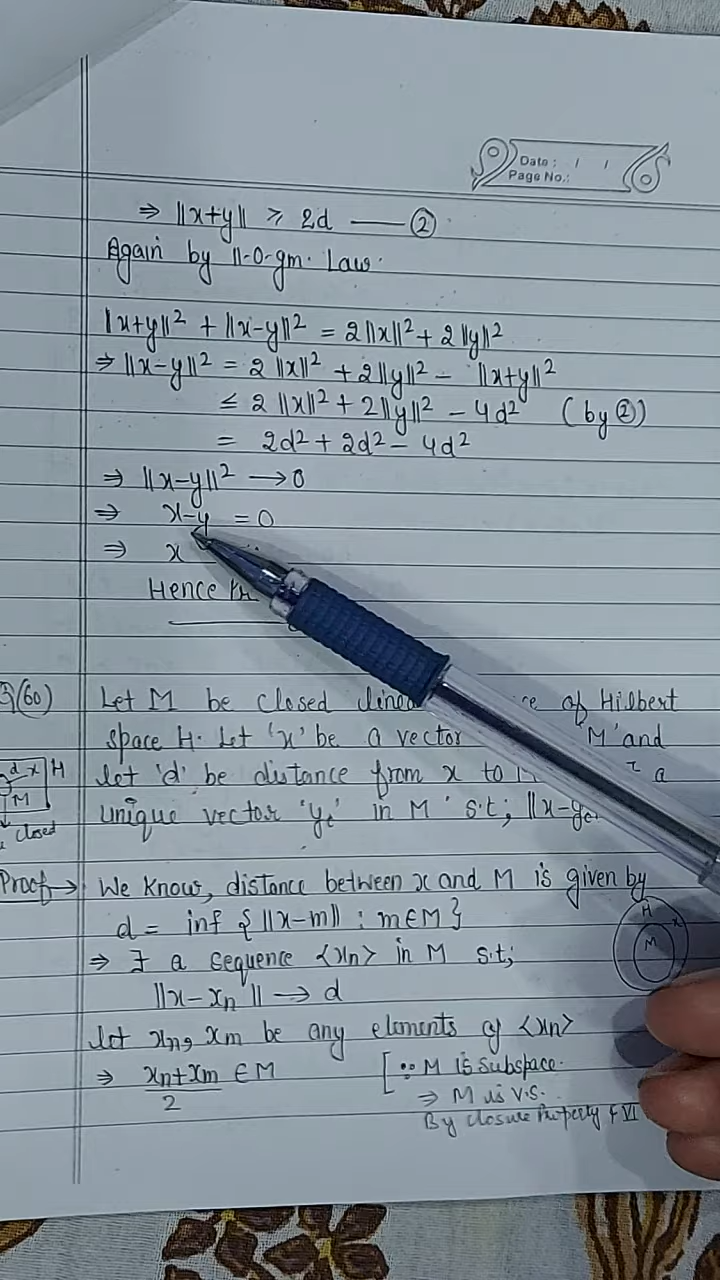 Date : / /
Page No.:
⇒ ||x+y|| ≥ 2d —— ②
Again by ||-o-gm. Law.
||x+y||² + ||x-y||² = 2||x||² + 2||y||²
⇒ ||x-y||² = 2||x||² + 2||y||² - ||x+y||²
≤ 2||x||² + 2||y||² - 4d² (by ②)
= 2d² + 2d² - 4d²
⇒ ||x-y||² → 0
⇒ x-y = 0
⇒ x
Hence
Q(60) Let M be closed of Hilbert
space H. Let 'x' be a vector 'M' and
let 'd' be distance from x to a
unique vector 'y₀' in M s.t; ||x-y₀
d x H
M
closed
Proof → We know, distance between x and M is given by
d = inf {||x-m|| : m∈M}
H
x
M
⇒ ∃ a sequence <xn> in M s.t;
||x-xn|| → d
let xn, xm be any elements of <xn>
⇒ xn+xm/2 ∈ M [∵ M is subspace.
⇒ M is V.S.
By closure Property of VI